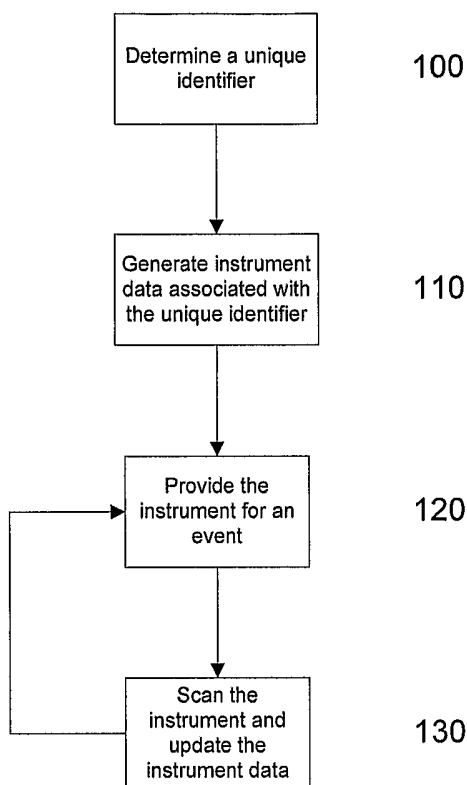 Determine a unique
identifier
100
Generate instrument
data associated with
the unique identifier
110
Provide the
instrument for an
event
120
Scan the
instrument and
update the
instrument data
130